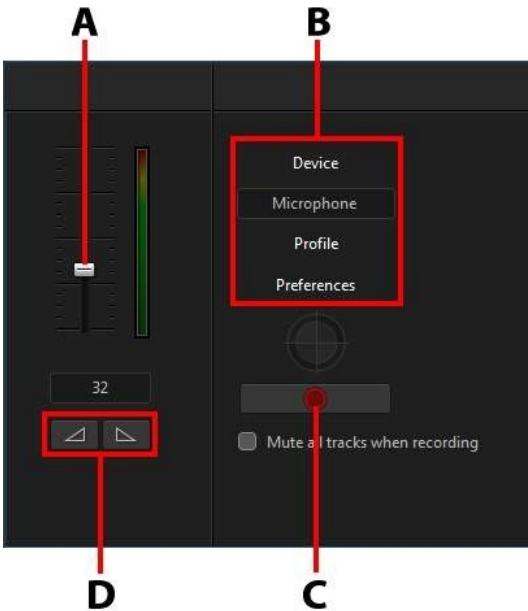 A
B
Device
Microphone
Profile
Preferences
32
Mute all tracks when recording
D
C